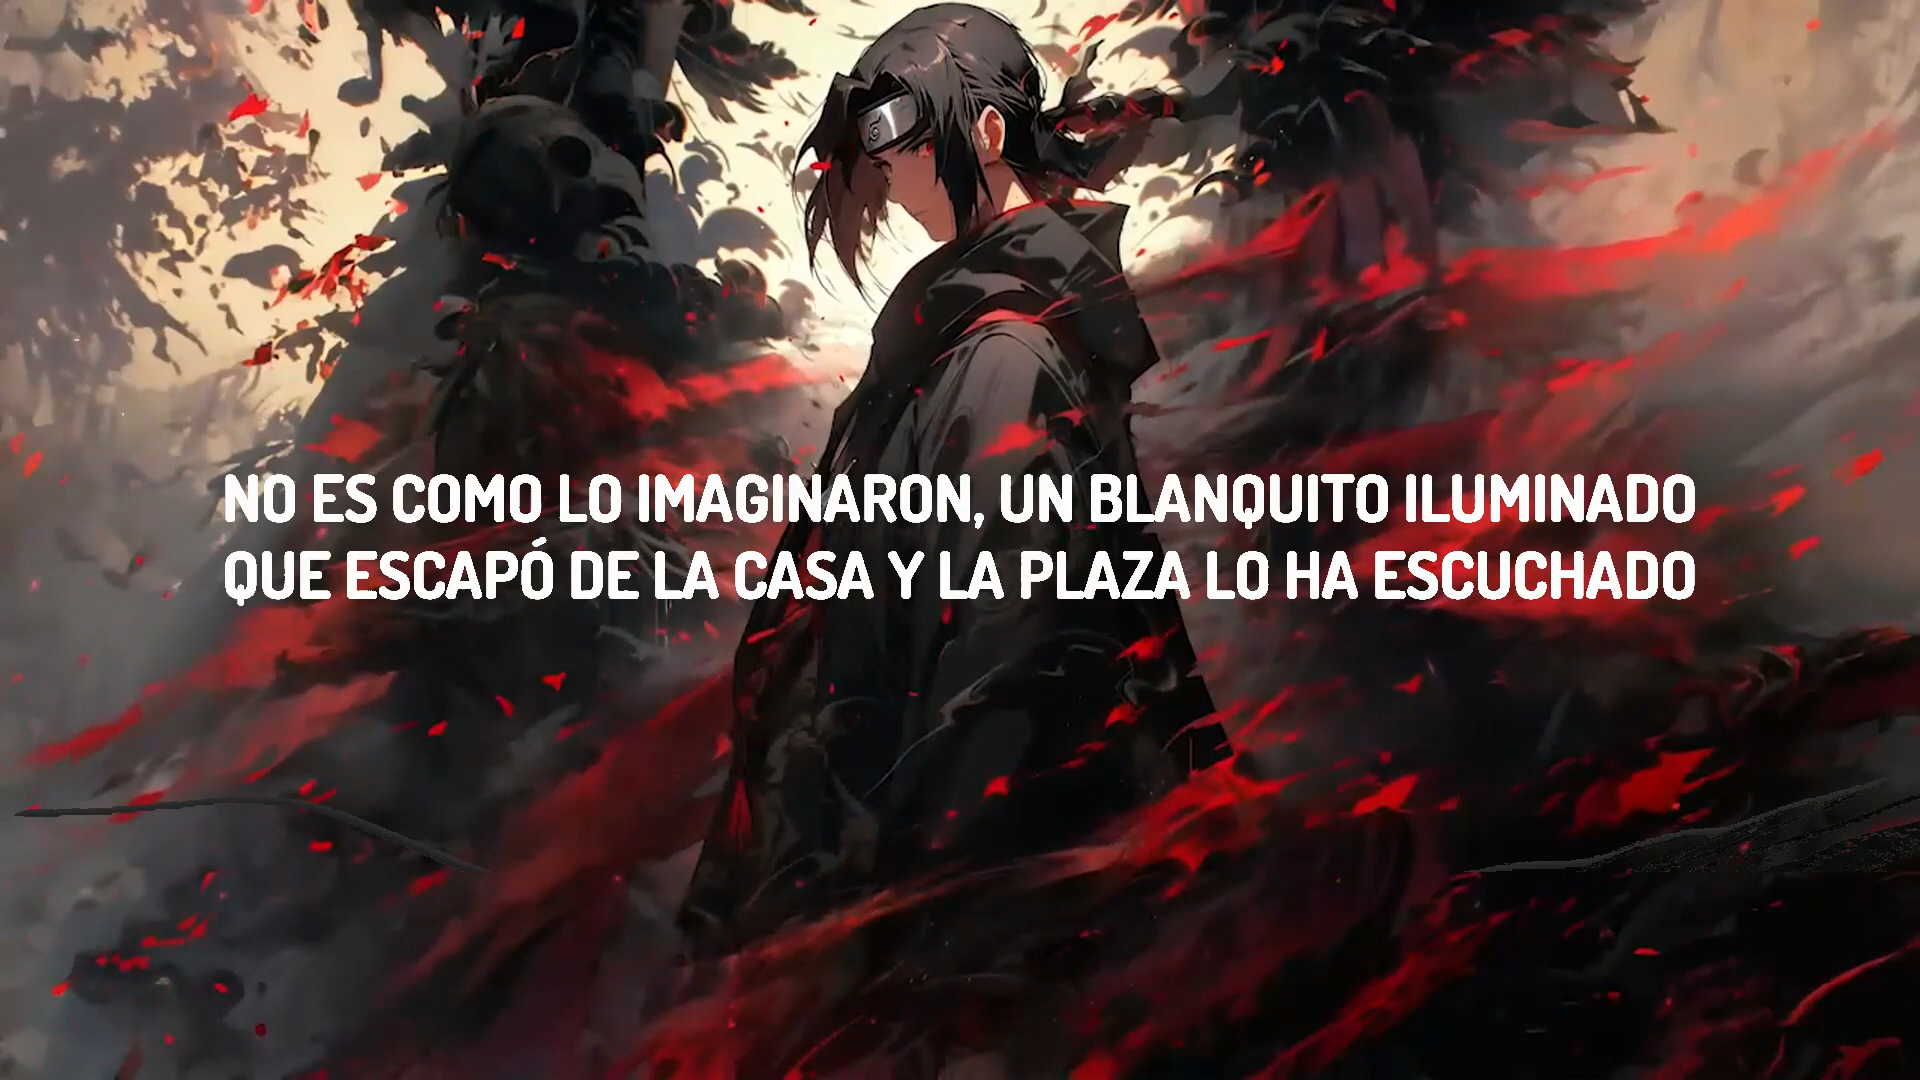 NO ES COMO LO IMAGINARON, UN BLANQUITO ILUMINADO
QUE ESCAPÓ DE LA CASA Y LA PLAZA LO HA ESCUCHADO